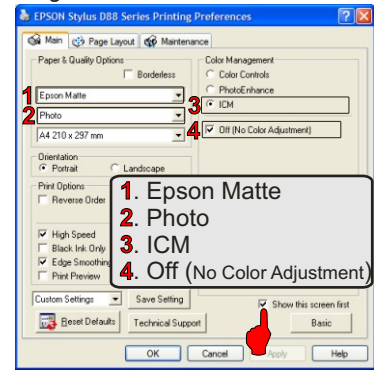 EPSON Stylus D88 Series Printing Preferences
Main Page Layout Maintenance
Paper & Quality Options
Borderless
1 Epson Matte
2 Photo
A4 210 x 297 mm
Orientation
Portrait Landscape
Print Options
Reverse Order
High Speed
Black Ink Only
Edge Smoothing
Print Preview
Color Management
Color Controls
PhotoEnhance
3 ICM
4 Off (No Color Adjustment)
1. Epson Matte
2. Photo
3. ICM
4. Off (No Color Adjustment)
Custom Settings Save Setting
Show this screen first
Reset Defaults Technical Support Basic
OK Cancel Apply Help